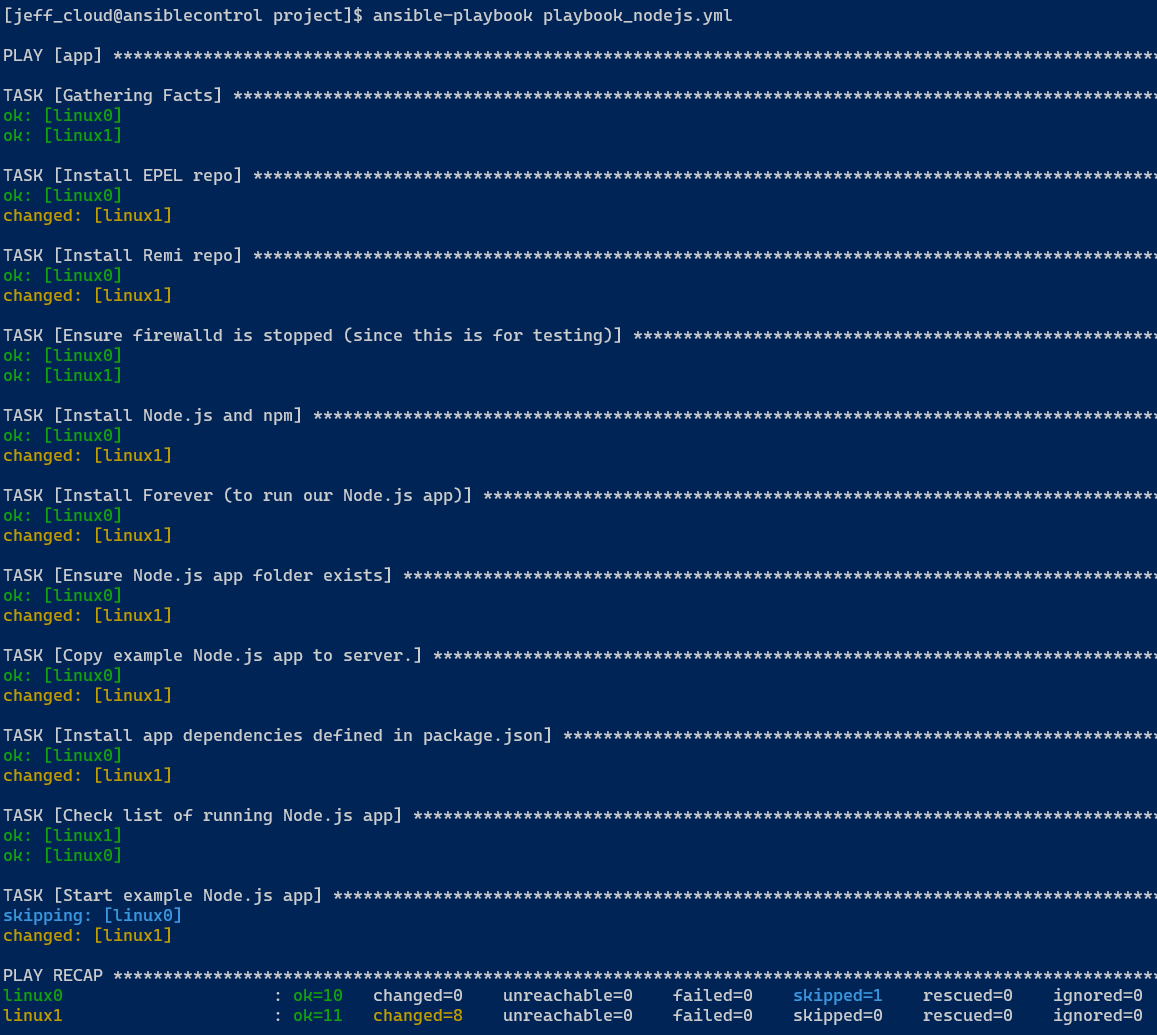 [jeff_cloud@ansiblecontrol project]$ ansible-playbook playbook_nodejs.yml
PLAY [app] *********************************************************************************************************
TASK [Gathering Facts] *********************************************************************************************
ok: [linux0]
ok: [linux1]
TASK [Install EPEL repo] *******************************************************************************************
ok: [linux0]
changed: [linux1]
TASK [Install Remi repo] *******************************************************************************************
ok: [linux0]
changed: [linux1]
TASK [Ensure firewalld is stopped (since this is for testing)] *****************************************************
ok: [linux0]
ok: [linux1]
TASK [Install Node.js and npm] *************************************************************************************
ok: [linux0]
changed: [linux1]
TASK [Install Forever (to run our Node.js app)] ********************************************************************
ok: [linux0]
changed: [linux1]
TASK [Ensure Node.js app folder exists] ****************************************************************************
ok: [linux0]
changed: [linux1]
TASK [Copy example Node.js app to server.] *************************************************************************
ok: [linux0]
changed: [linux1]
TASK [Install app dependencies defined in package.json] ************************************************************
ok: [linux0]
changed: [linux1]
TASK [Check list of running Node.js app] ***************************************************************************
ok: [linux1]
ok: [linux0]
TASK [Start example Node.js app] ***********************************************************************************
skipping: [linux0]
changed: [linux1]
PLAY RECAP *********************************************************************************************************
linux0                     : ok=10   changed=0    unreachable=0    failed=0    skipped=1    rescued=0    ignored=0
linux1                     : ok=11   changed=8    unreachable=0    failed=0    skipped=0    rescued=0    ignored=0